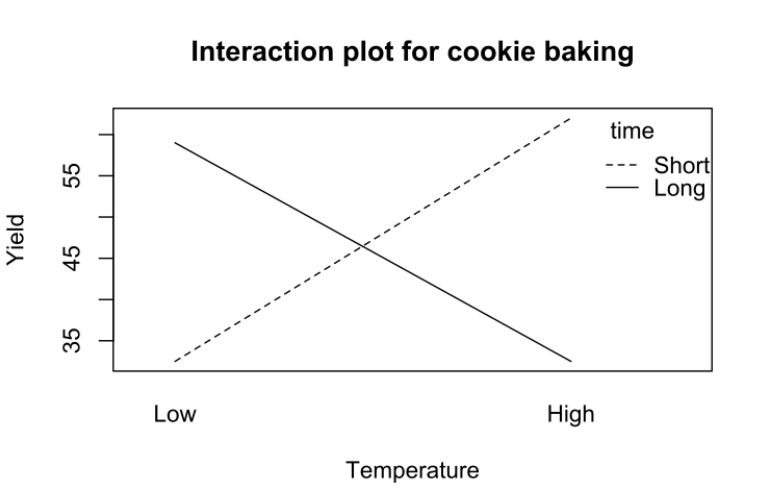 Interaction plot for cookie baking
time
Short
Long
Yield
55
45
35
Low High
Temperature